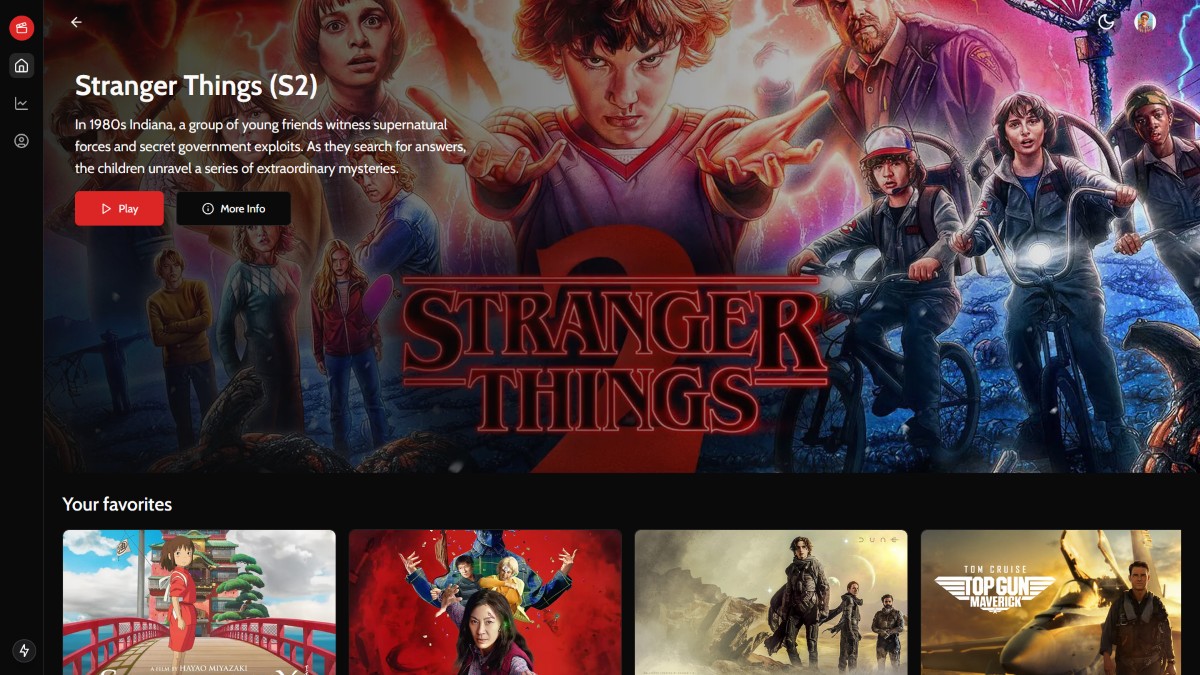 Stranger Things (S2)
In 1980s Indiana, a group of young friends witness supernatural
forces and secret government exploits. As they search for answers,
the children unravel a series of extraordinary mysteries.
Play
More Info
2
STRANGER
THINGS
Your favorites
A FILM BY HAYAO MIYAZAKI
DUNE
TOM CRUISE
TOP GUN
MAVERICK